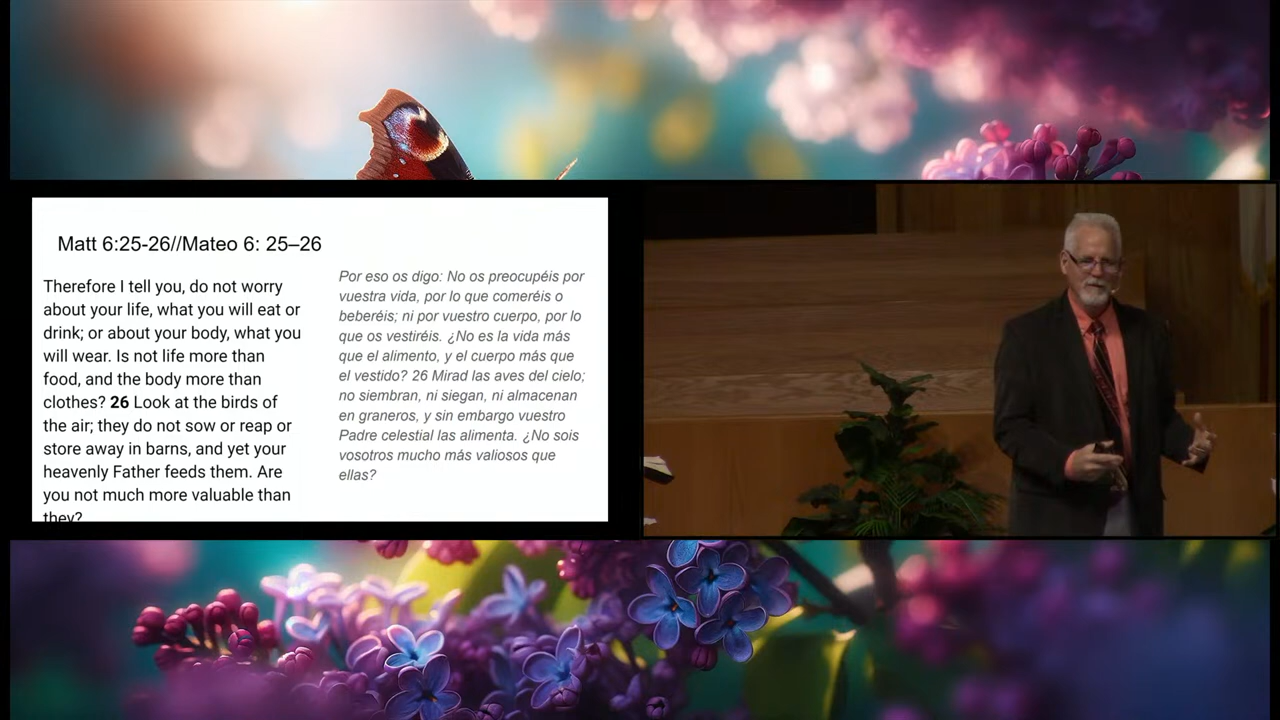 Matt 6:25-26//Mateo 6: 25–26
Therefore I tell you, do not worry
about your life, what you will eat or
drink; or about your body, what you
will wear. Is not life more than
food, and the body more than
clothes? 26 Look at the birds of
the air; they do not sow or reap or
store away in barns, and yet your
heavenly Father feeds them. Are
you not much more valuable than
they?
Por eso os digo: No os preocupéis por
vuestra vida, por lo que comeréis o
beberéis; ni por vuestro cuerpo, por lo
que os vestiréis. ¿No es la vida más
que el alimento, y el cuerpo más que
el vestido? 26 Mirad las aves del cielo;
no siembran, ni siegan, ni almacenan
en graneros, y sin embargo vuestro
Padre celestial las alimenta. ¿No sois
vosotros mucho más valiosos que
ellas?